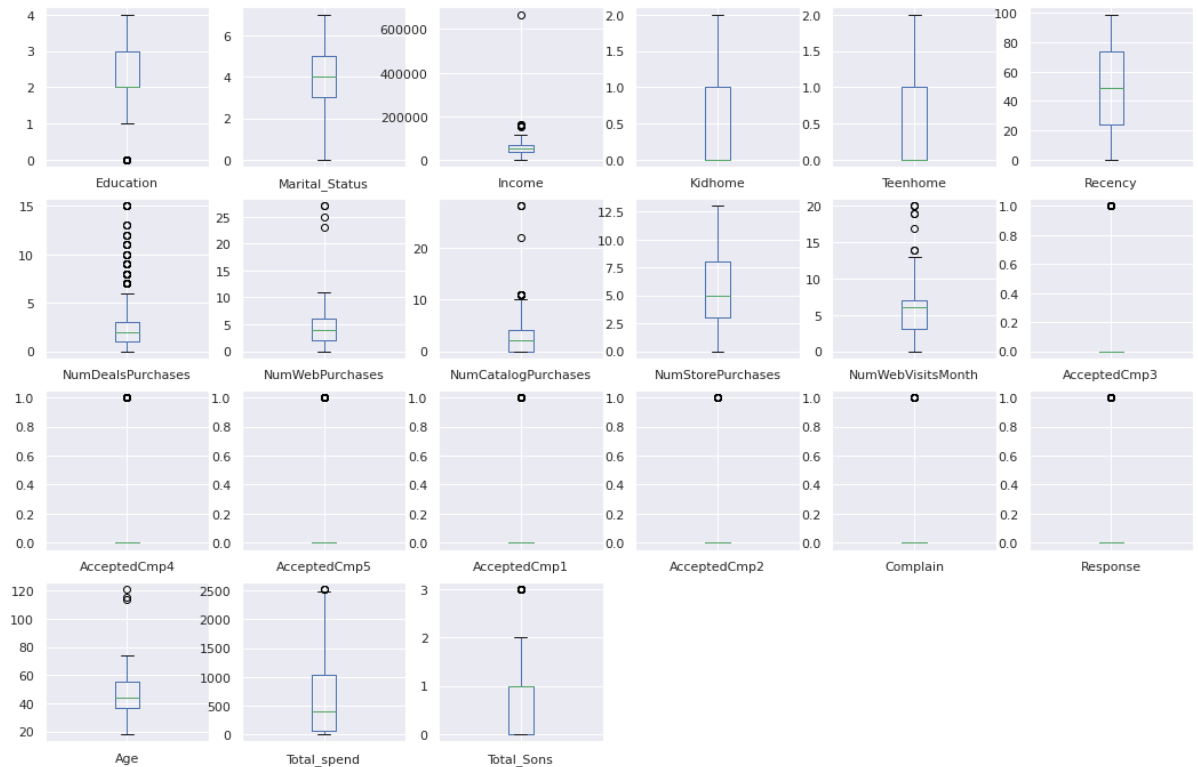 4 3 2 1 0
Education
6 4 2 0
Marital_Status
600000 400000 200000 0
Income
2.0 1.5 1.0 0.5 0.0
Kidhome
2.0 1.5 1.0 0.5 0.0
Teenhome
100 80 60 40 20 0
Recency
15 10 5 0
NumDealsPurchases
25 20 15 10 5 0
NumWebPurchases
20 10 0
NumCatalogPurchases
12.5 10.0 7.5 5.0 2.5 0.0
NumStorePurchases
20 15 10 5 0
NumWebVisitsMonth
1.0 0.8 0.6 0.4 0.2 0.0
AcceptedCmp3
1.0 0.8 0.6 0.4 0.2 0.0
AcceptedCmp4
1.0 0.8 0.6 0.4 0.2 0.0
AcceptedCmp5
1.0 0.8 0.6 0.4 0.2 0.0
AcceptedCmp1
1.0 0.8 0.6 0.4 0.2 0.0
AcceptedCmp2
1.0 0.8 0.6 0.4 0.2 0.0
Complain
1.0 0.8 0.6 0.4 0.2 0.0
Response
120 100 80 60 40 20
Age
2500 2000 1500 1000 500 0
Total_spend
3 2 1 0
Total_Sons